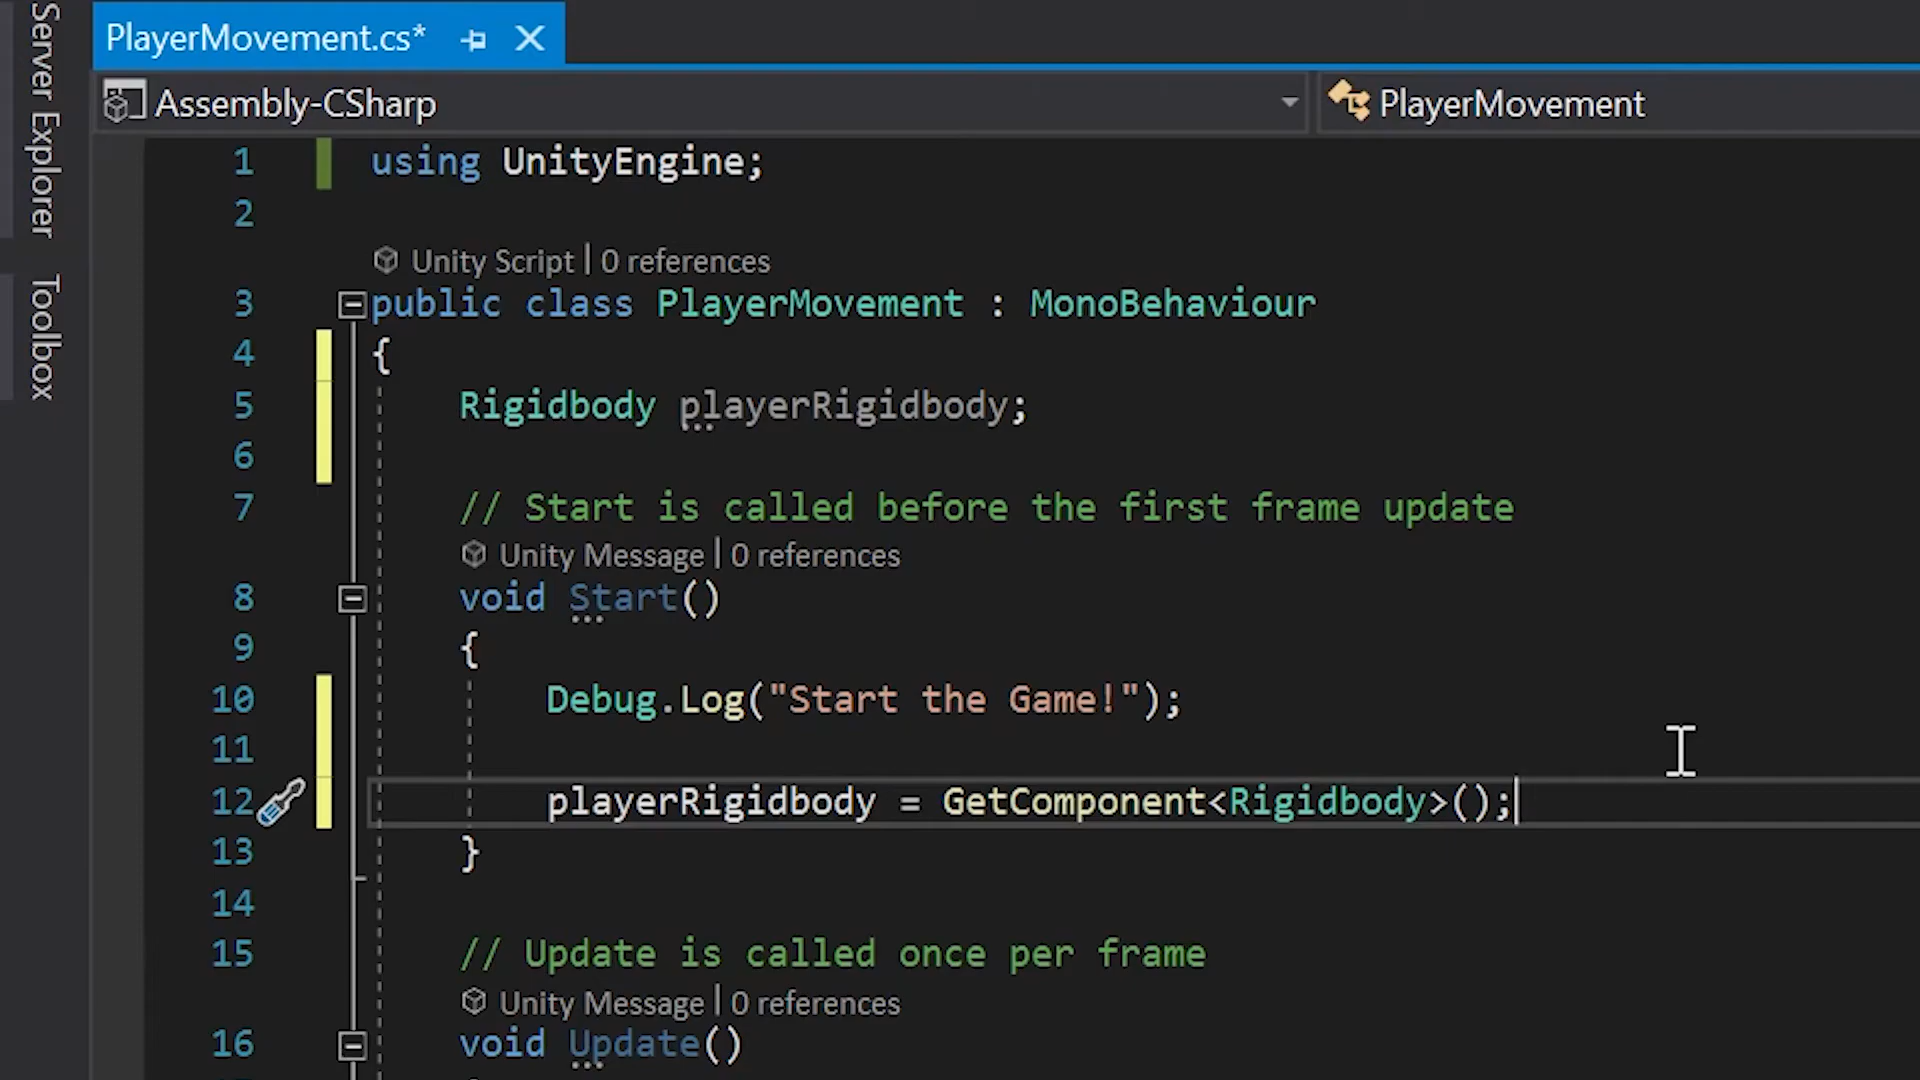 Server Explorer
Toolbox
PlayerMovement.cs*
Assembly-CSharp
PlayerMovement
1 using UnityEngine;
2
Unity Script | 0 references
3 public class PlayerMovement : MonoBehaviour
4 {
5 Rigidbody playerRigidbody;
6
7 // Start is called before the first frame update
Unity Message | 0 references
8 void Start()
9 {
10 Debug.Log("Start the Game!");
11
12 playerRigidbody = GetComponent<Rigidbody>();
13 }
14
15 // Update is called once per frame
Unity Message | 0 references
16 void Update()